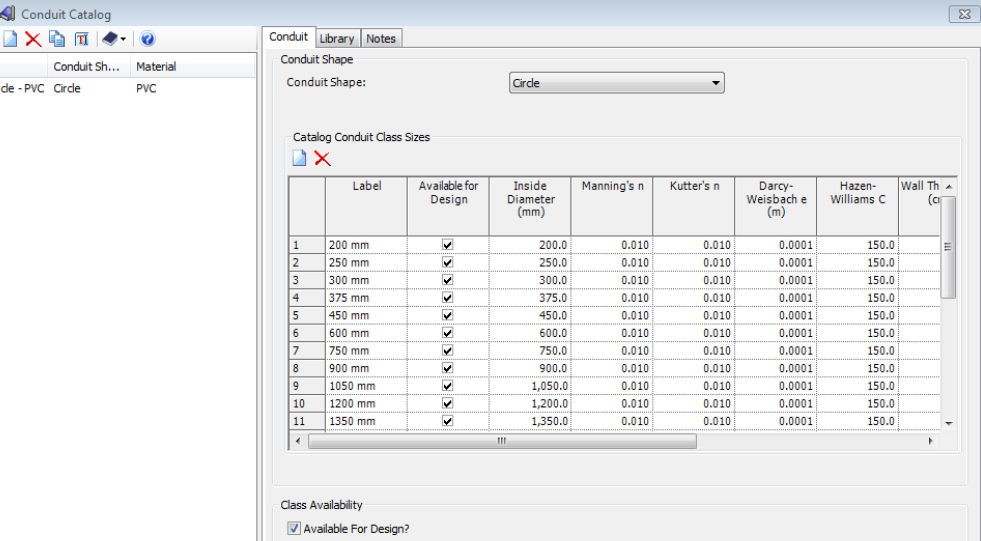 Conduit Catalog
Conduit Library Notes
Conduit Sh... Material
cle - PVC Circle PVC
Conduit Shape
Conduit Shape: Circle
Catalog Conduit Class Sizes
Label Available for Design Inside Diameter (mm) Manning's n Kutter's n Darcy-Weisbach e (m) Hazen-Williams C Wall Th
1 200 mm 200.0 0.010 0.010 0.0001 150.0
2 250 mm 250.0 0.010 0.010 0.0001 150.0
3 300 mm 300.0 0.010 0.010 0.0001 150.0
4 375 mm 375.0 0.010 0.010 0.0001 150.0
5 450 mm 450.0 0.010 0.010 0.0001 150.0
6 600 mm 600.0 0.010 0.010 0.0001 150.0
7 750 mm 750.0 0.010 0.010 0.0001 150.0
8 900 mm 900.0 0.010 0.010 0.0001 150.0
9 1050 mm 1,050.0 0.010 0.010 0.0001 150.0
10 1200 mm 1,200.0 0.010 0.010 0.0001 150.0
11 1350 mm 1,350.0 0.010 0.010 0.0001 150.0
Class Availability
Available For Design?